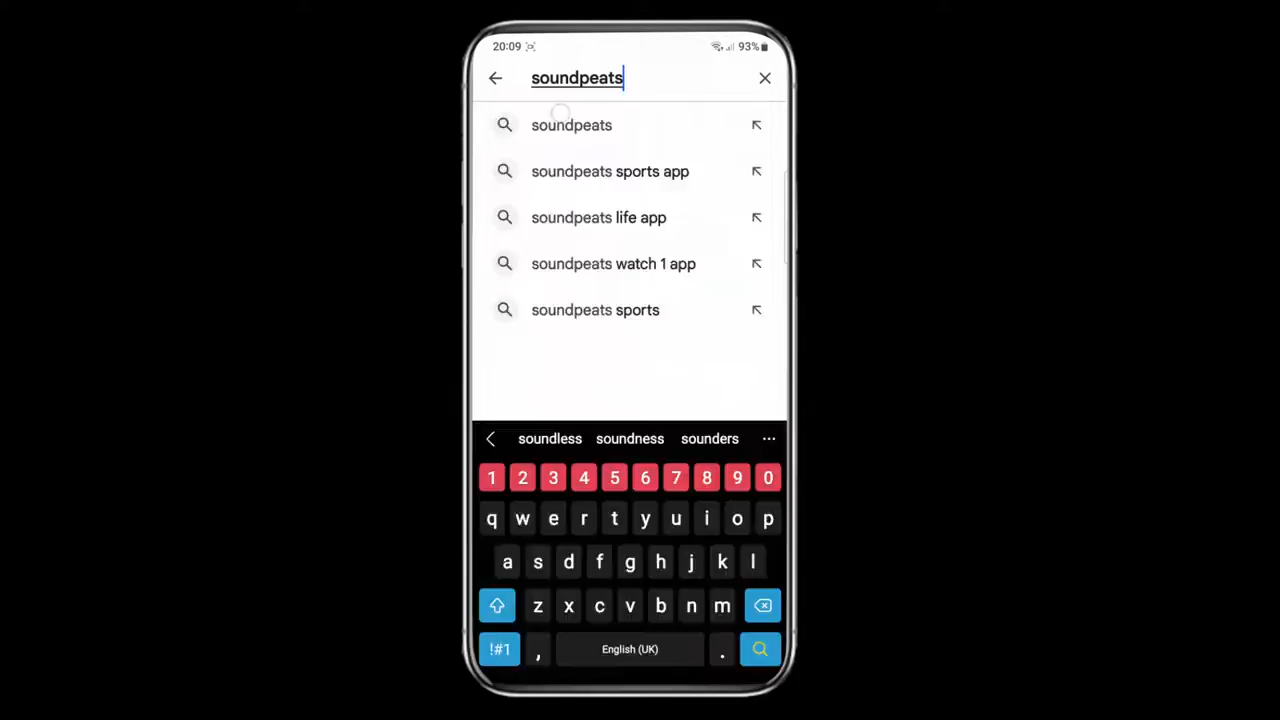 20:09 93%
soundpeats
soundpeats
soundpeats sports app
soundpeats life app
soundpeats watch 1 app
soundpeats sports
soundless soundness sounders ...
1 2 3 4 5 6 7 8 9 0
q w e r t y u i o p
a s d f g h j k l
z x c v b n m
!#1 , English (UK) .